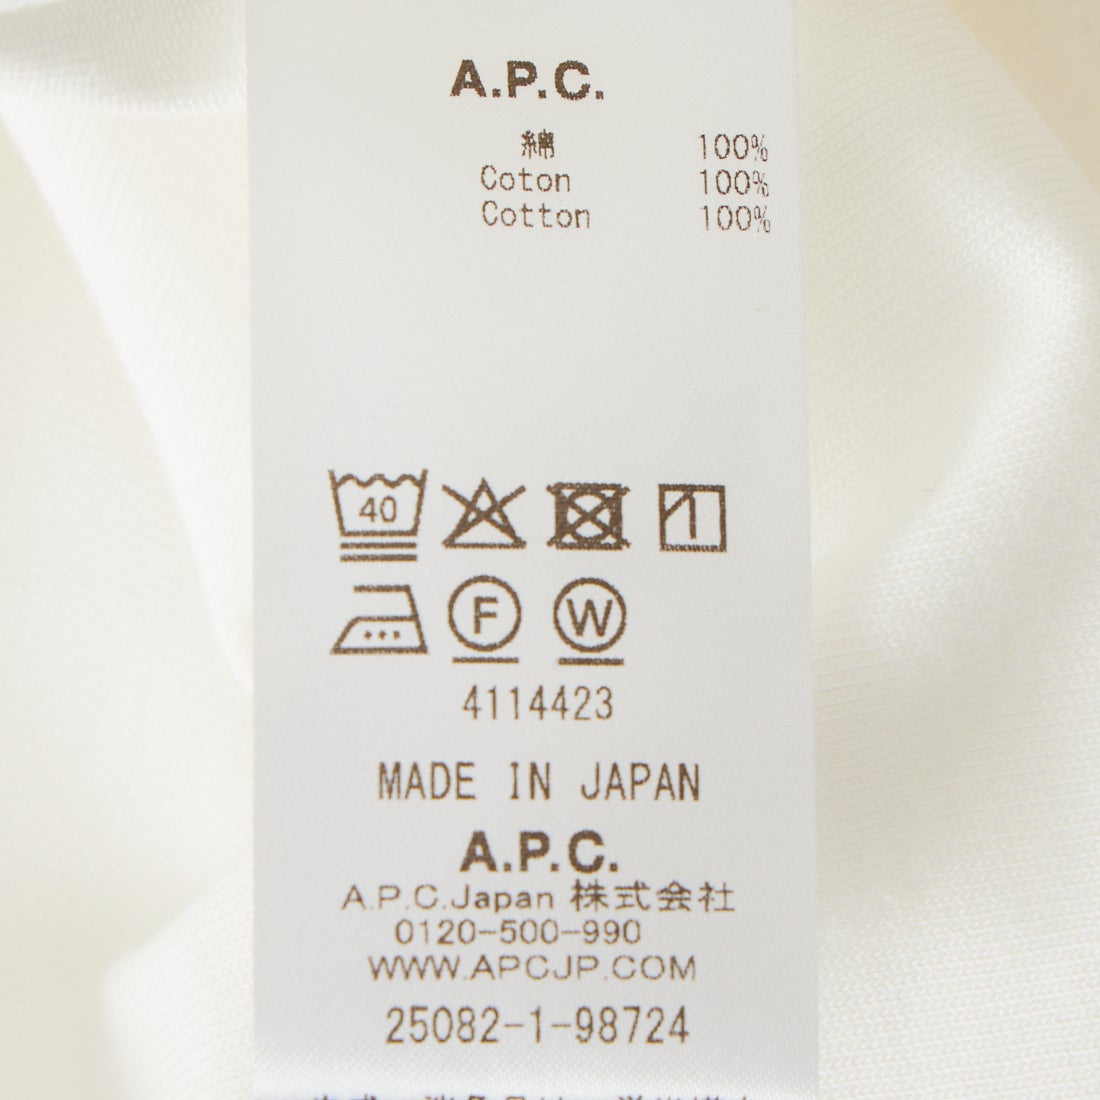 A.P.C.
綿 100%
Coton 100%
Cotton 100%
40
F W
4114423
MADE IN JAPAN
A.P.C.
A.P.C.Japan 株式会社
0120-500-990
WWW.APCJP.COM
25082-1-98724